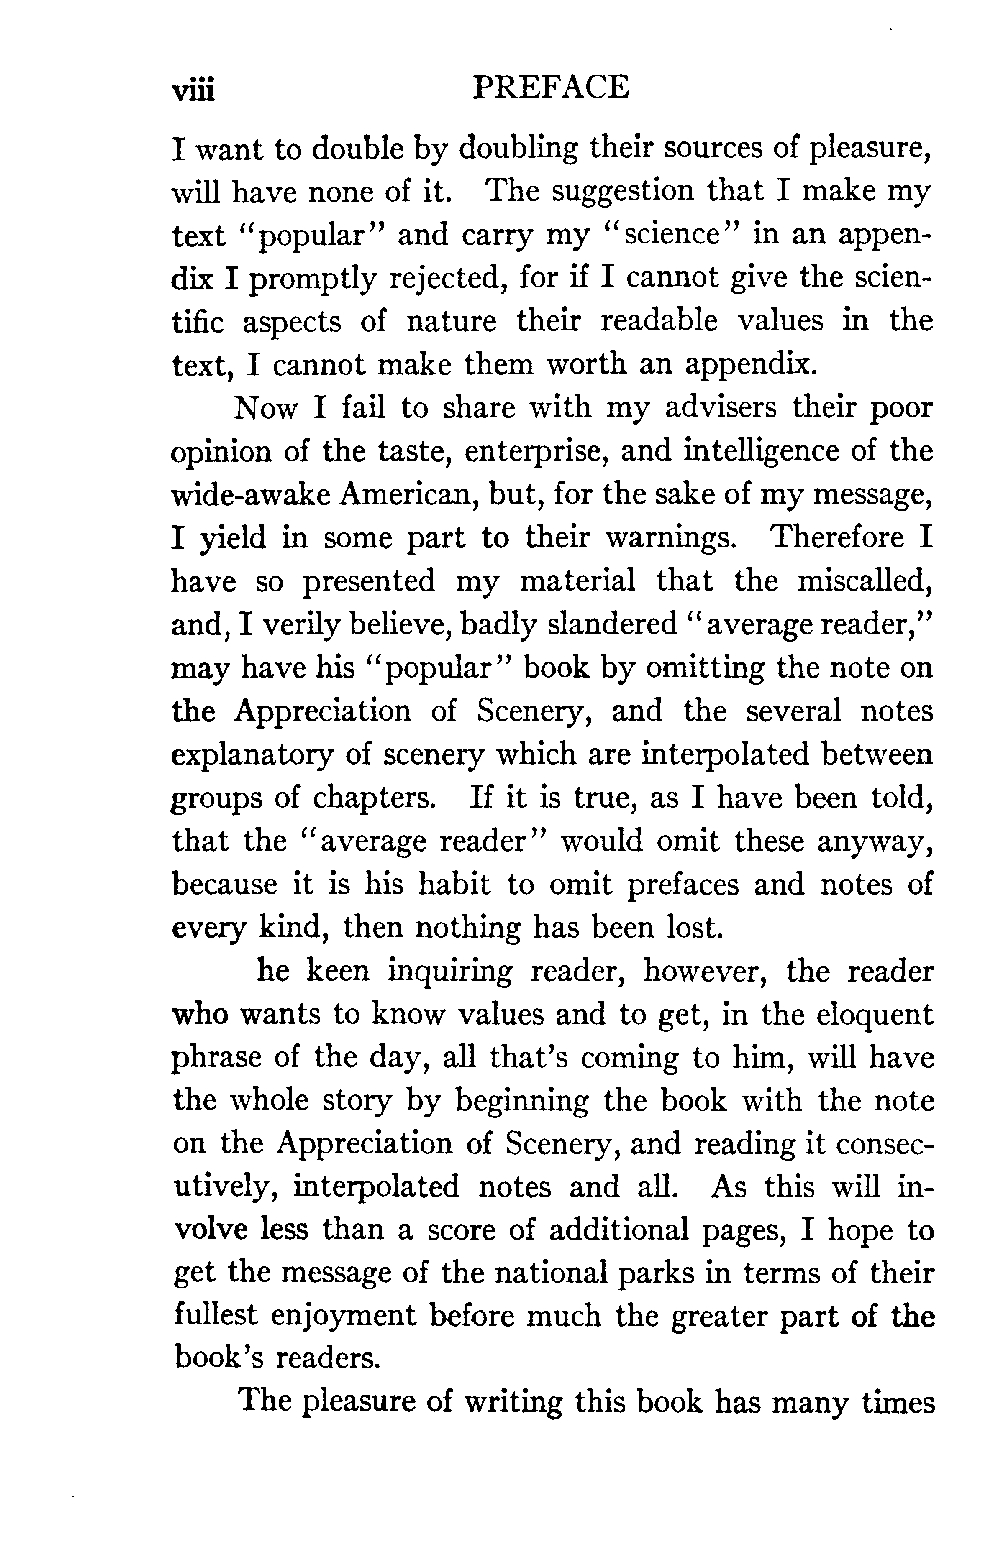 viii PREFACE
I want to double by doubling their sources of pleasure,
will have none of it. The suggestion that I make my
text "popular" and carry my "science" in an appen-
dix I promptly rejected, for if I cannot give the scien-
tific aspects of nature their readable values in the
text, I cannot make them worth an appendix.
Now I fail to share with my advisers their poor
opinion of the taste, enterprise, and intelligence of the
wide-awake American, but, for the sake of my message,
I yield in some part to their warnings. Therefore I
have so presented my material that the miscalled,
and, I verily believe, badly slandered "average reader,"
may have his "popular" book by omitting the note on
the Appreciation of Scenery, and the several notes
explanatory of scenery which are interpolated between
groups of chapters. If it is true, as I have been told,
that the "average reader" would omit these anyway,
because it is his habit to omit prefaces and notes of
every kind, then nothing has been lost.
he keen inquiring reader, however, the reader
who wants to know values and to get, in the eloquent
phrase of the day, all that's coming to him, will have
the whole story by beginning the book with the note
on the Appreciation of Scenery, and reading it consec-
utively, interpolated notes and all. As this will in-
volve less than a score of additional pages, I hope to
get the message of the national parks in terms of their
fullest enjoyment before much the greater part of the
book's readers.
The pleasure of writing this book has many times